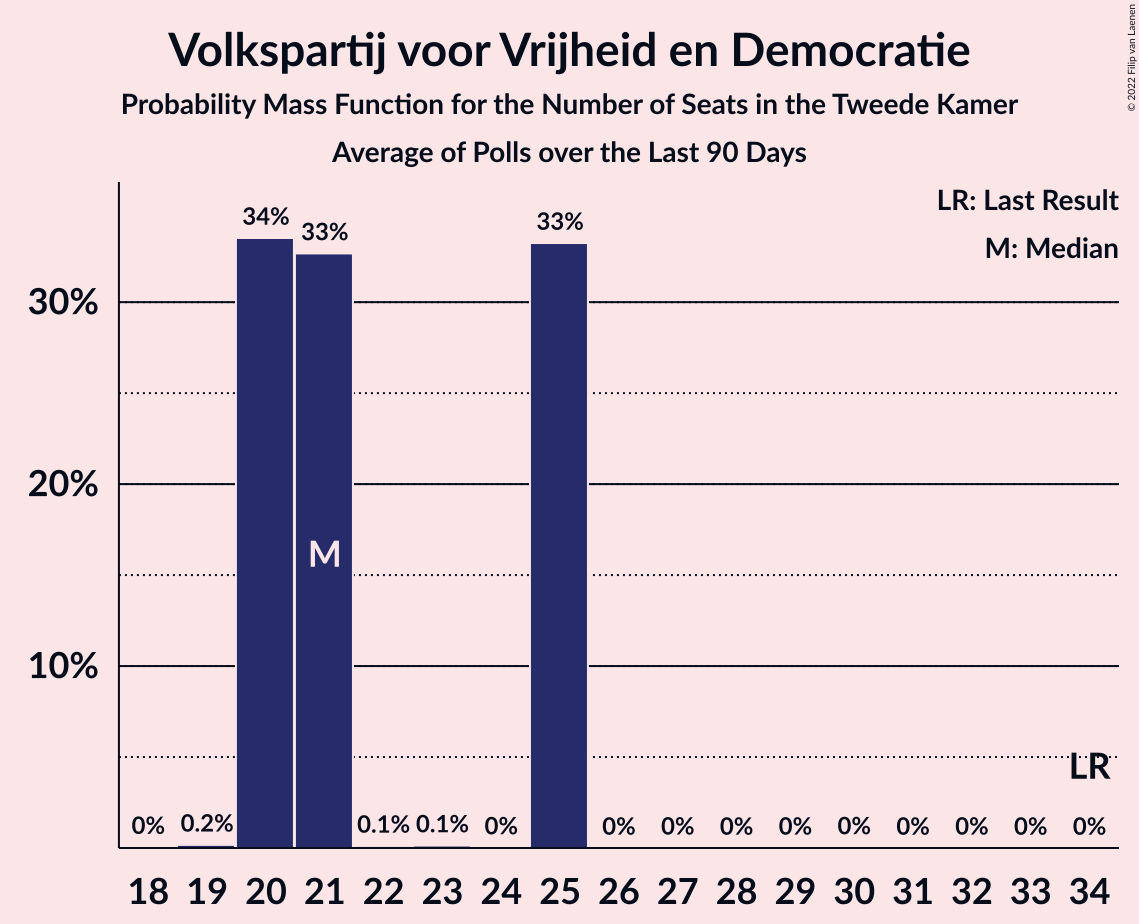 Volkspartij voor Vrijheid en Democratie
Probability Mass Function for the Number of Seats in the Tweede Kamer
Average of Polls over the Last 90 Days
© 2022 Filip van Laenen
LR: Last Result
M: Median
30%
20%
10%
0%
0.2%
34%
33%
0.1%
0.1%
0%
33%
0%
0%
0%
0%
0%
0%
0%
0%
0%
M
LR
18 19 20 21 22 23 24 25 26 27 28 29 30 31 32 33 34